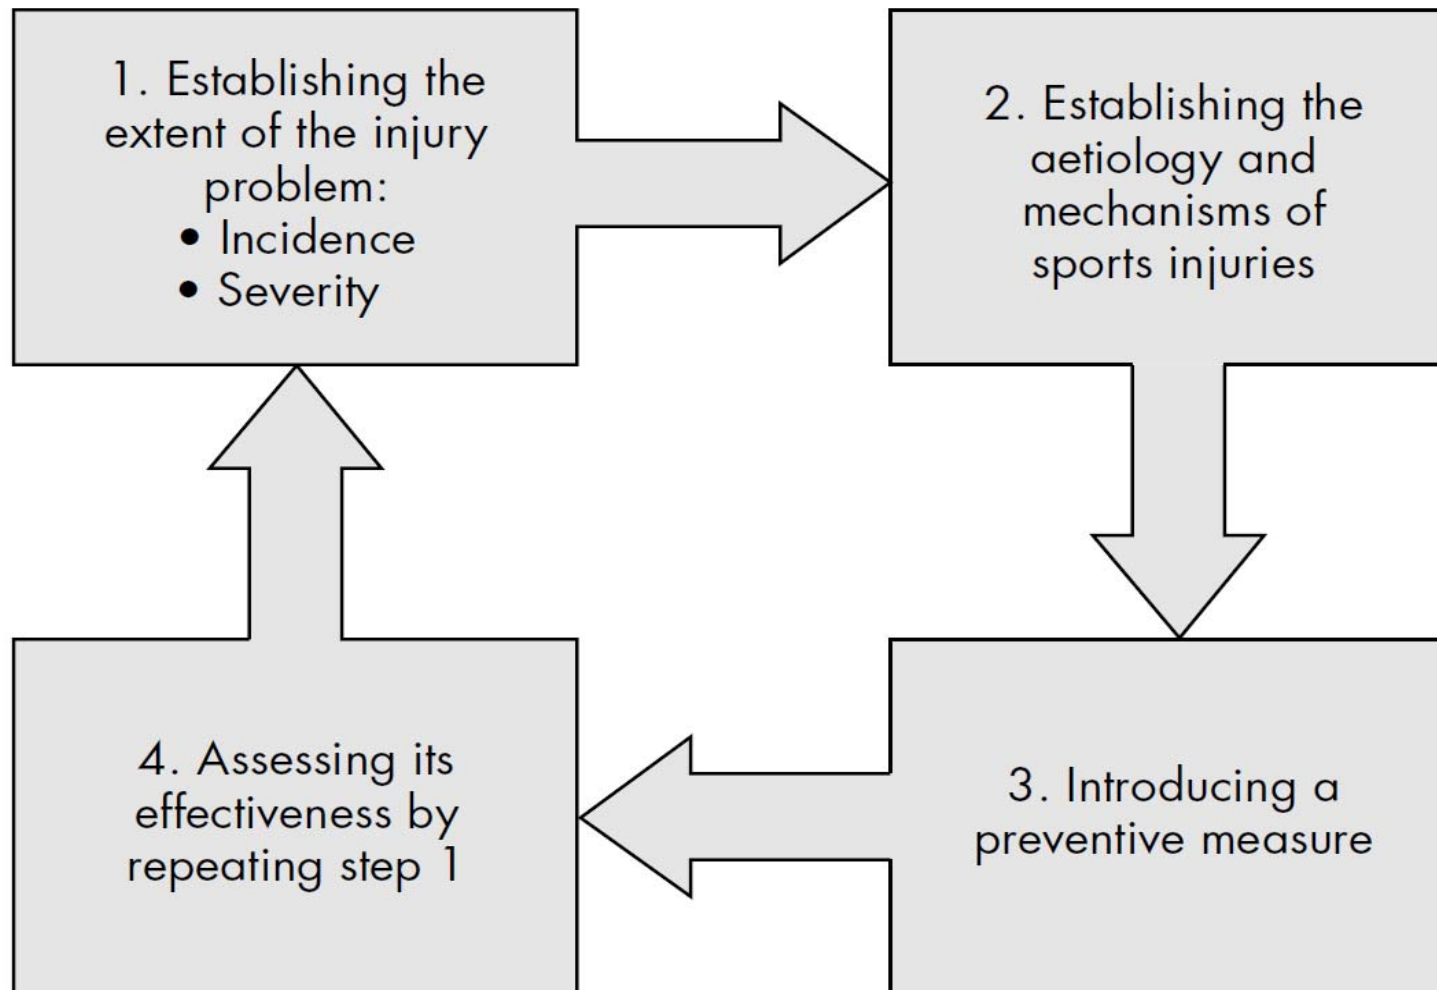 1. Establishing the
extent of the injury
problem:
• Incidence
• Severity
2. Establishing the
aetiology and
mechanisms of
sports injuries
3. Introducing a
preventive measure
4. Assessing its
effectiveness by
repeating step 1